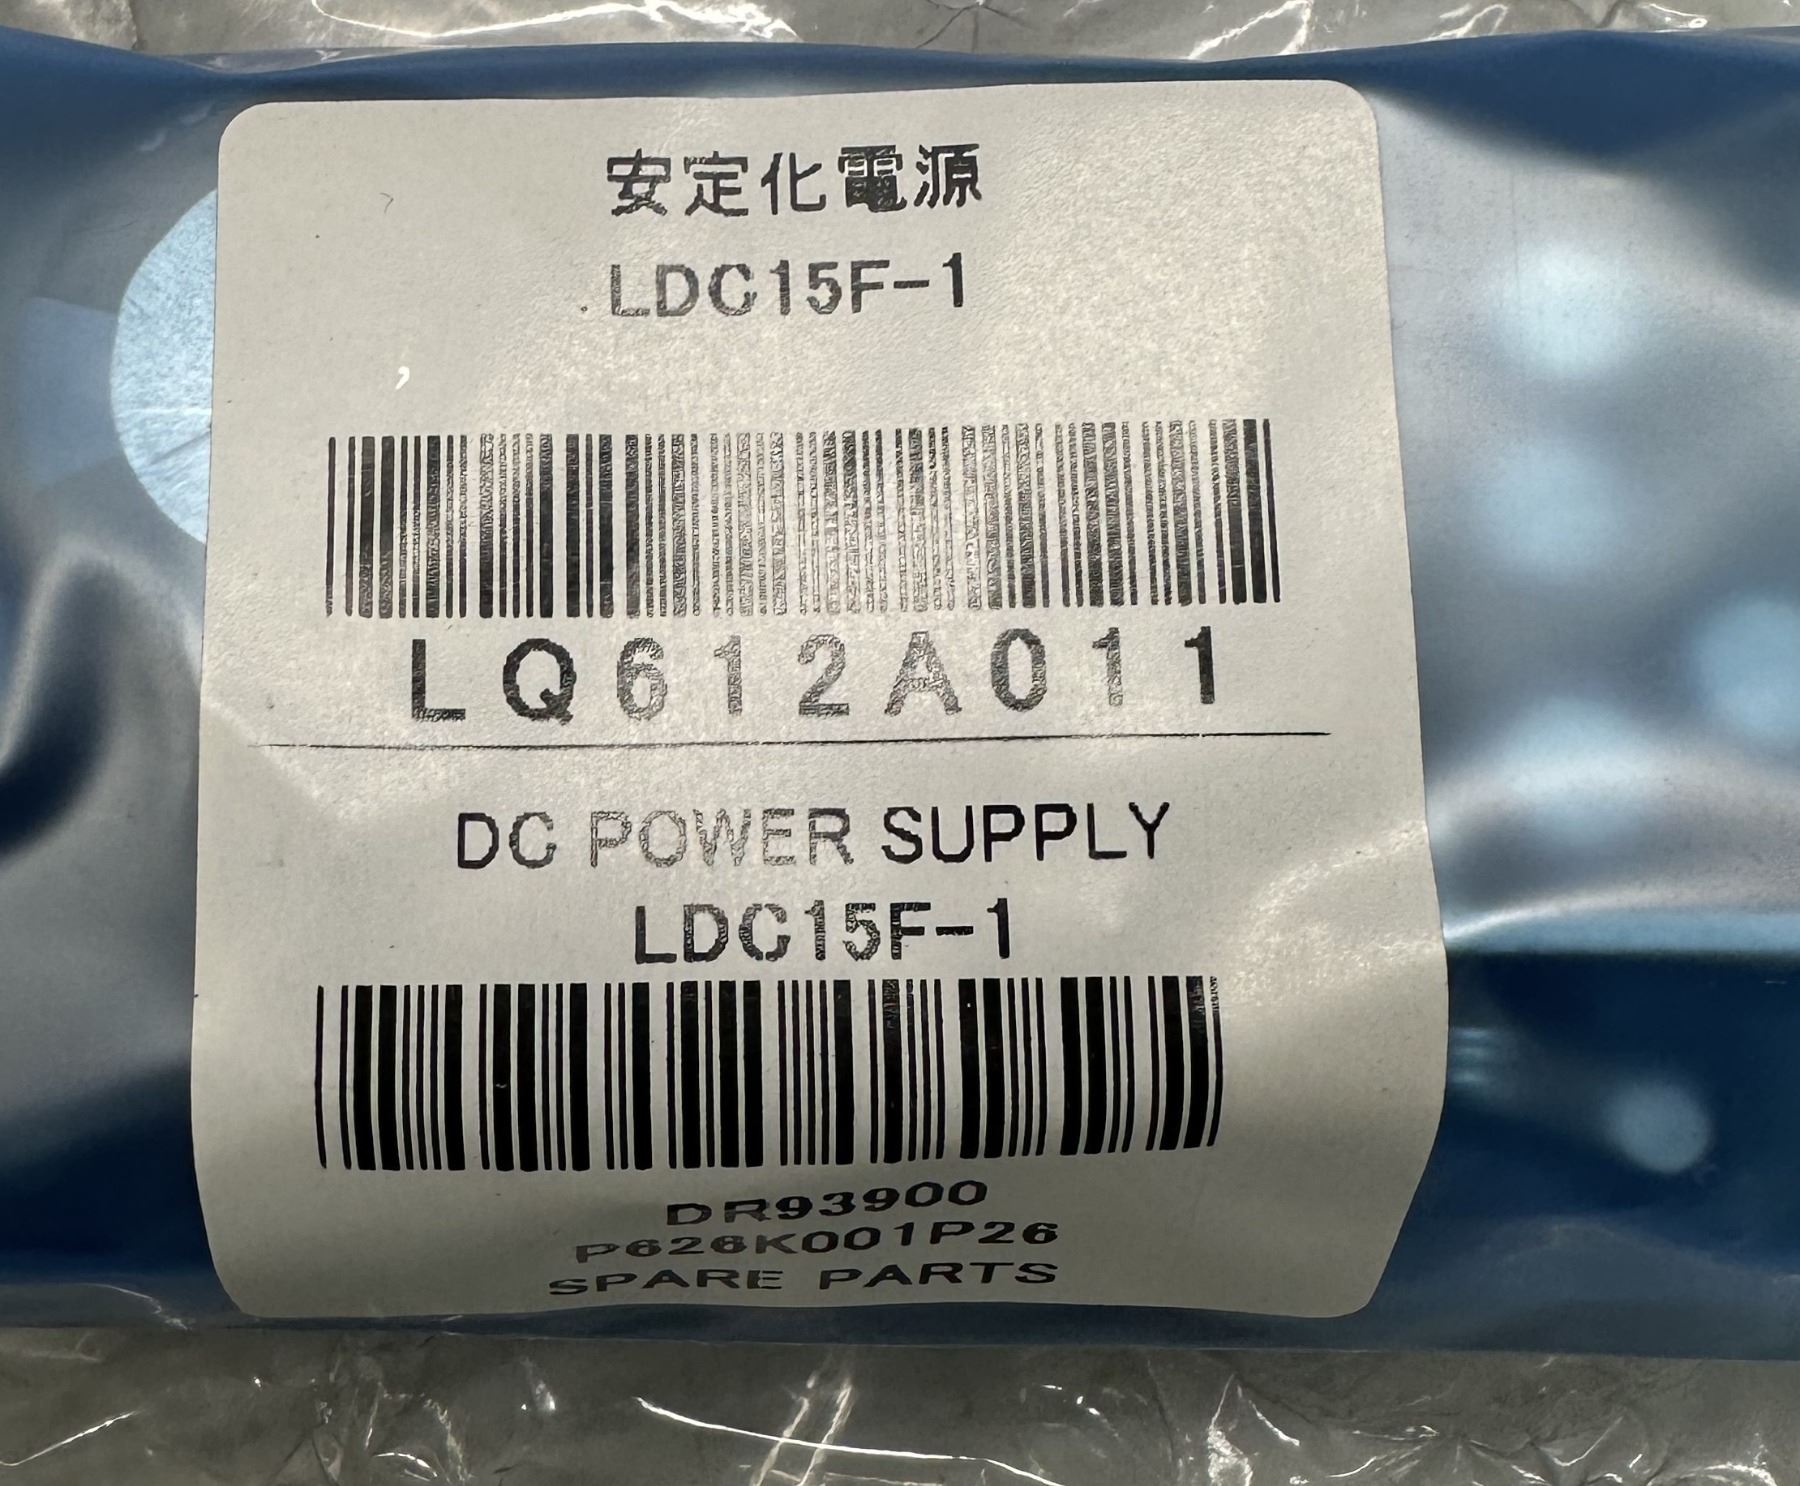 安定化電源
LDC15F-1
LQ612A011
DC POWER SUPPLY
LDC15F-1
DR93900
P626K001P26
SPARE PARTS